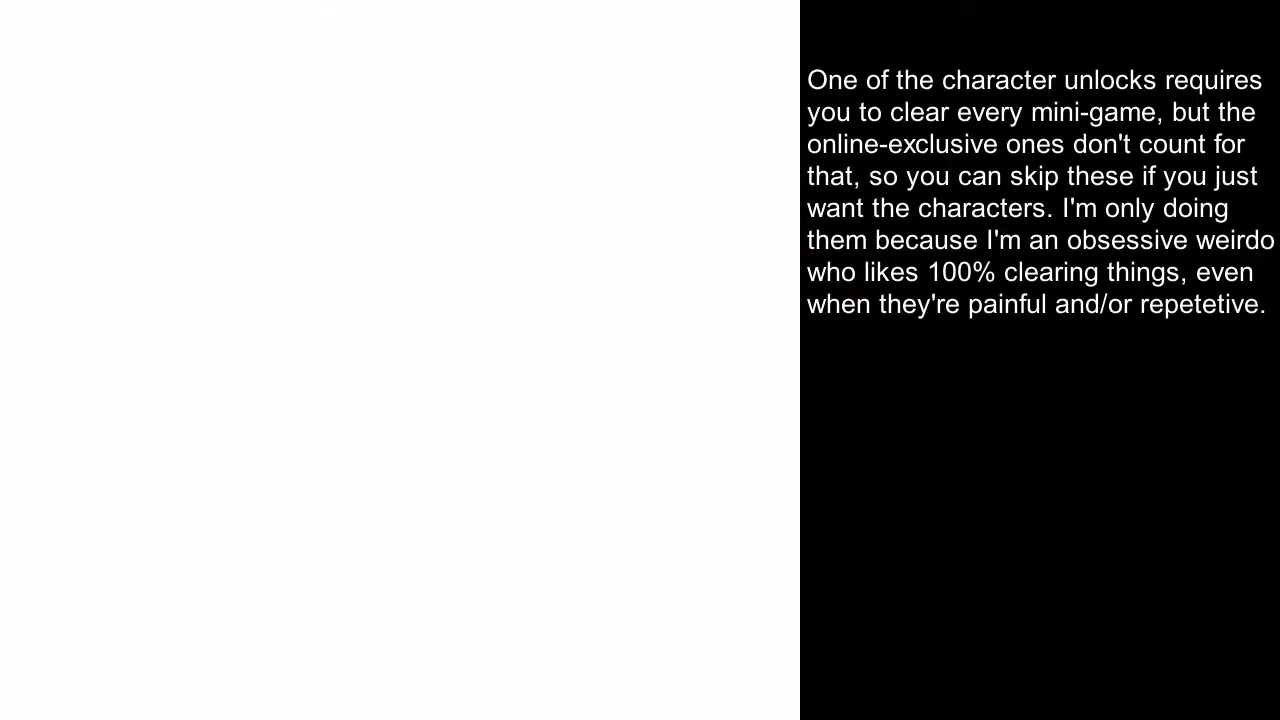 One of the character unlocks requires
you to clear every mini-game, but the
online-exclusive ones don't count for
that, so you can skip these if you just
want the characters. I'm only doing
them because I'm an obsessive weirdo
who likes 100% clearing things, even
when they're painful and/or repetetive.